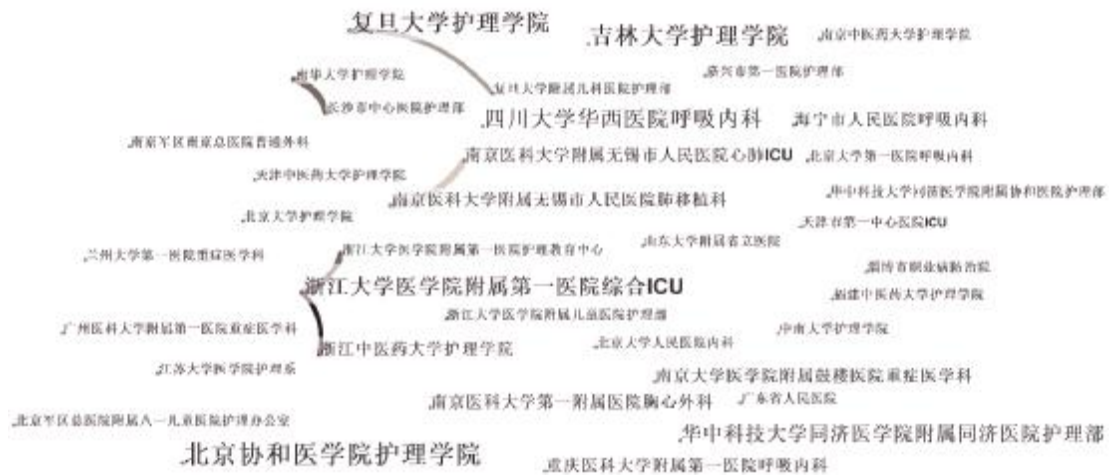 复旦大学护理学院
吉林大学护理学院
南京中医药大学护理学院
南华大学护理学院
嘉兴市第一医院护理部
复旦大学附属儿科医院护理部
长沙市中心医院护理部
四川大学华西医院呼吸内科
海宁市人民医院呼吸内科
南京军区南京总医院普通外科
南京医科大学附属无锡市人民医院心肺ICU
北京大学第一医院呼吸内科
天津中医药大学护理学院
南京医科大学附属无锡市人民医院肺移植科
华中科技大学同济医学院附属协和医院护理部
北京大学护理学院
天津市第一中心医院ICU
浙江大学医学院附属第一医院护理教育中心
山东大学附属省立医院
兰州大学第一医院重症医学科
淄博市职业病防治院
浙江大学医学院附属第一医院综合ICU
福建中医药大学护理学院
浙江大学医学院附属儿童医院护理部
广州医科大学附属第一医院重症医学科
中南大学护理学院
浙江中医药大学护理学院
北京大学人民医院内科
江苏大学医学院护理系
南京大学医学院附属鼓楼医院重症医学科
南京医科大学第一附属医院胸心外科
广东省人民医院
北京军区总医院附属八一儿童医院护理办公室
华中科技大学同济医学院附属同济医院护理部
北京协和医学院护理学院
重庆医科大学附属第一医院呼吸内科